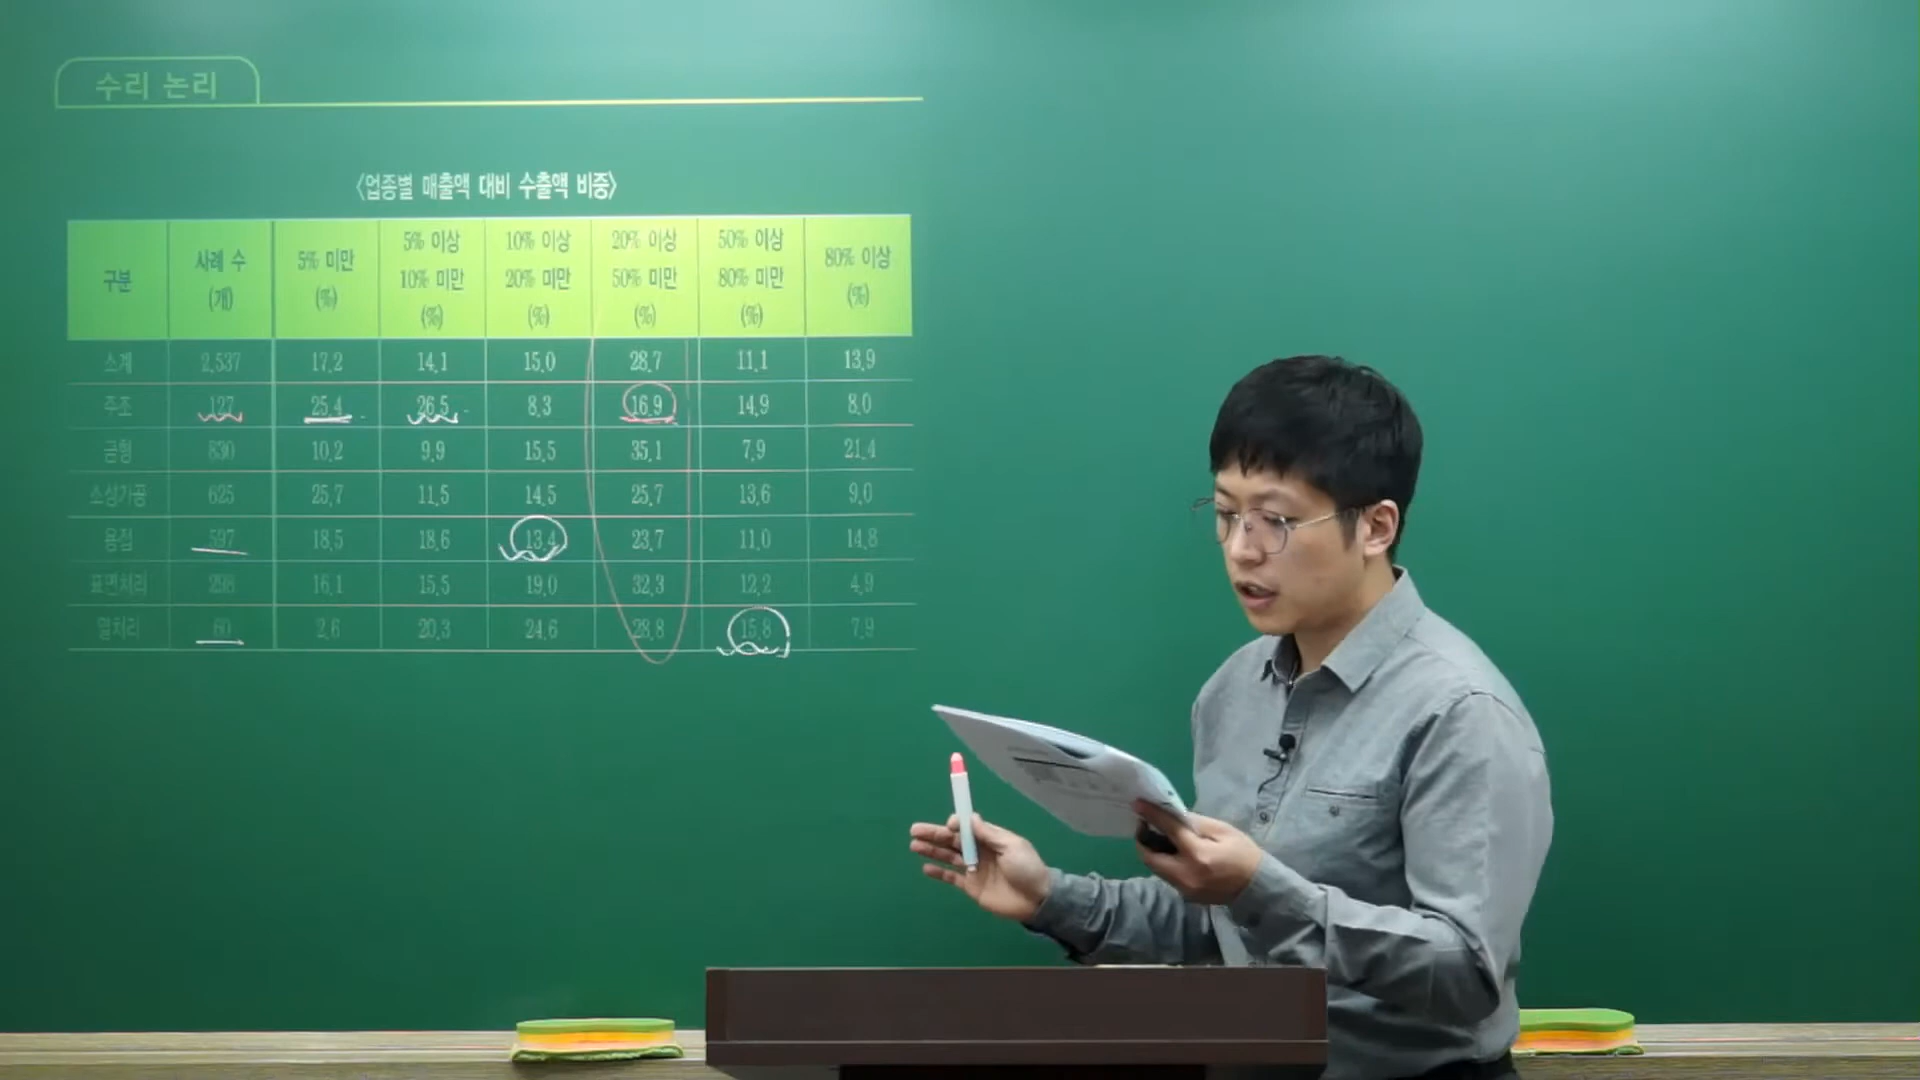 수리 논리
〈업종별 매출액 대비 수출액 비중〉
구분 사례 수 (개) 5% 미만 (%) 5% 이상 10% 미만 (%) 10% 이상 20% 미만 (%) 20% 이상 50% 미만 (%) 50% 이상 80% 미만 (%) 80% 이상 (%)
소계 2,537 17.2 14.1 15.0 28.7 11.1 13.9
주조 127 25.4 26.5 8.3 16.9 14.9 8.0
금형 830 10.2 9.9 15.5 35.1 7.9 21.4
소성가공 625 25.7 11.5 14.5 25.7 13.6 9.0
용접 597 18.5 18.6 13.4 23.7 11.0 14.8
표면처리 298 16.1 15.5 19.0 32.3 12.2 4.9
열처리 60 2.6 20.3 24.6 28.8 15.8 7.9